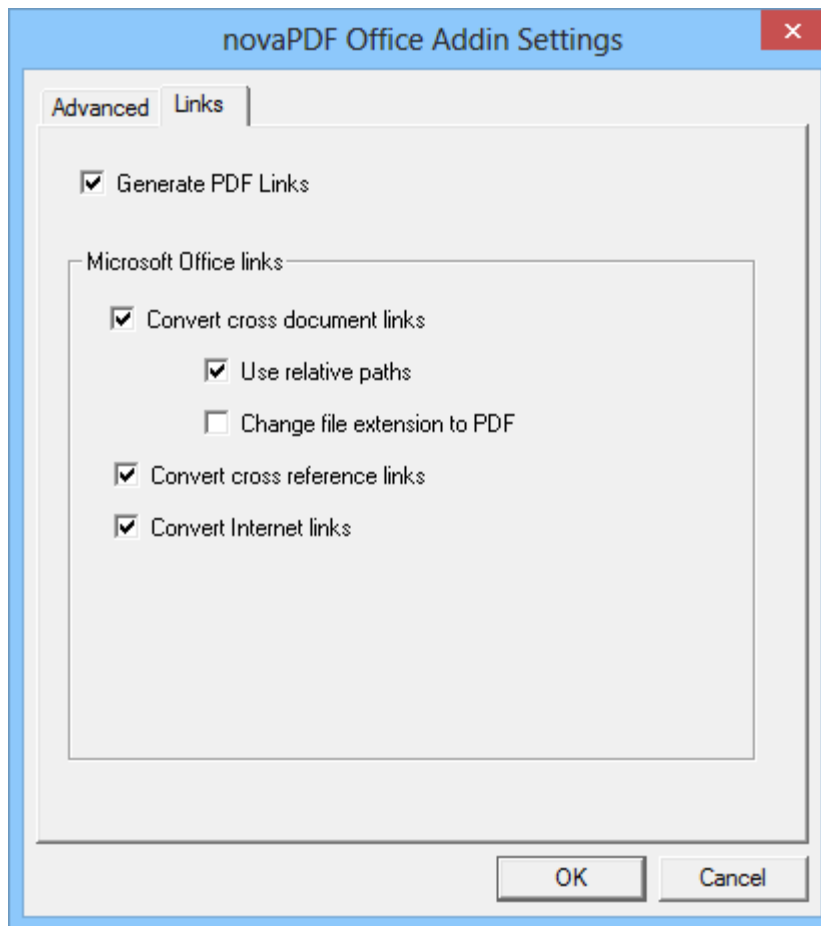 novaPDF Office Addin Settings
Advanced Links
Generate PDF Links
Microsoft Office links
Convert cross document links
Use relative paths
Change file extension to PDF
Convert cross reference links
Convert Internet links
OK Cancel